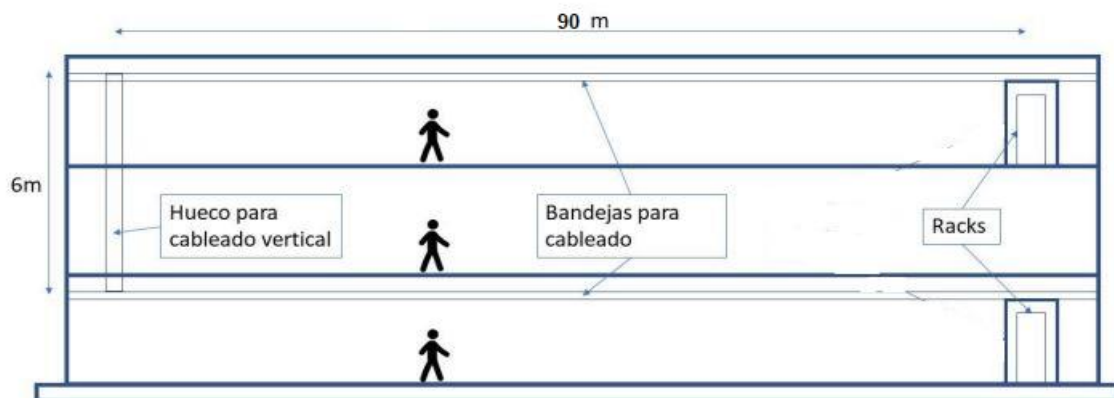 90 m
6m
Hueco para
cableado vertical
Bandejas para
cableado
Racks